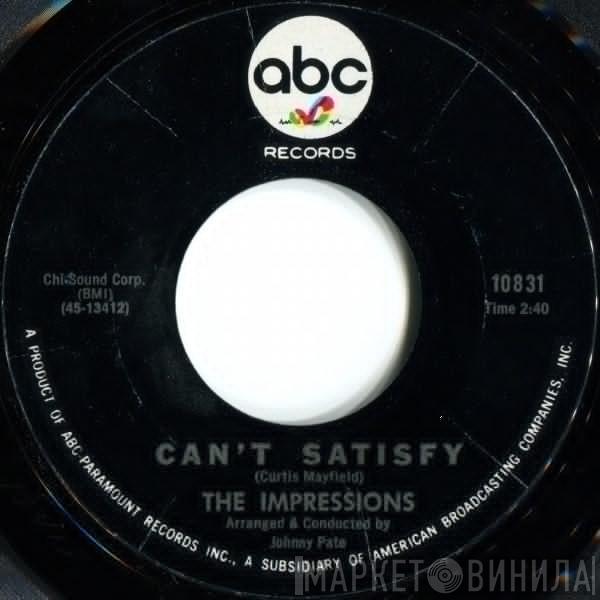 abc
RECORDS
Chi-Sound Corp.
(BMI)
(45-13412)
10831
Time 2:40
CAN'T SATISFY
(Curtis Mayfield)
THE IMPRESSIONS
Arranged & Conducted by
Johnny Pate
A PRODUCT OF ABC-PARAMOUNT RECORDS INC., A SUBSIDIARY OF AMERICAN BROADCASTING COMPANIES, INC.
МАРКЕТ ВИНИЛА